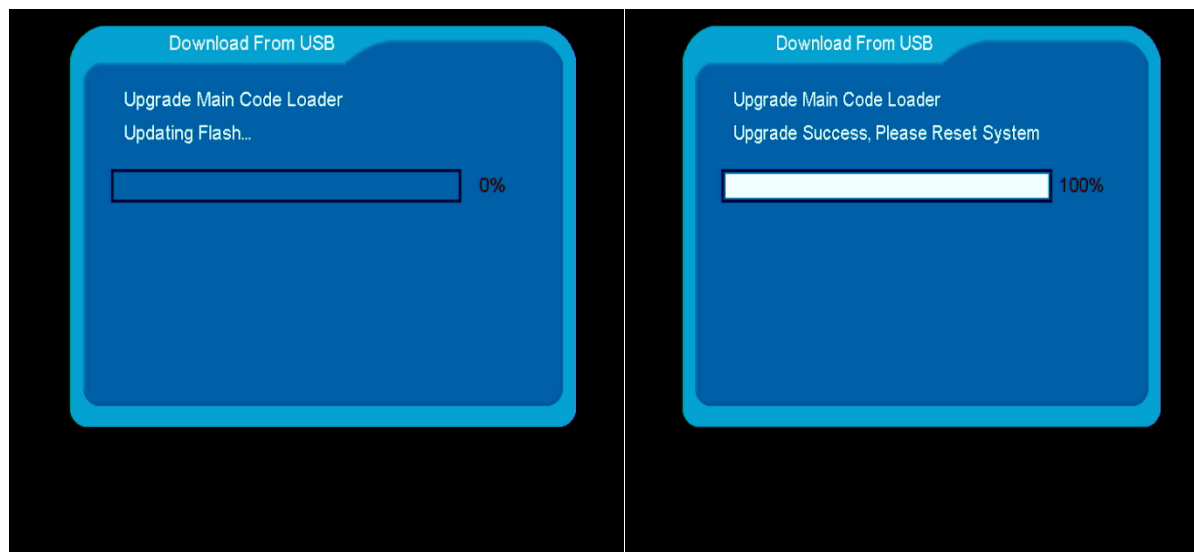 Download From USB
Upgrade Main Code Loader
Updating Flash...
0%
Download From USB
Upgrade Main Code Loader
Upgrade Success, Please Reset System
100%